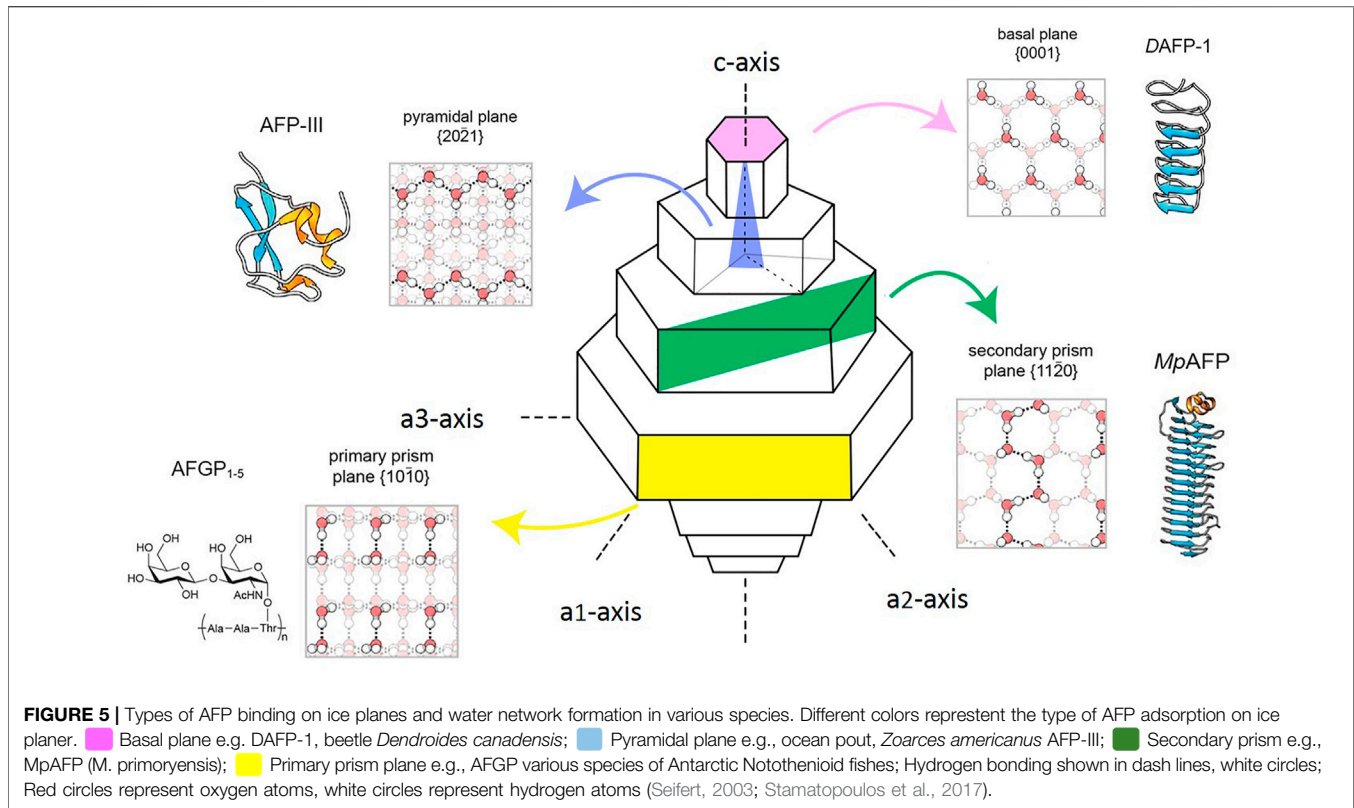 c-axis
basal plane
{0001}
DAFP-1
AFP-III
pyramidal plane
{202̄1}
secondary prism
plane {112̄0}
MpAFP
a3-axis
AFGP1-5
primary prism
plane {101̄0}
OH
HO
OH
HO
O
HO
O
O
OH
HO
AcHN
O
(Ala–Ala–Thr)n
a1-axis
a2-axis
FIGURE 5 | Types of AFP binding on ice planes and water network formation in various species. Different colors represtent the type of AFP adsorption on ice
planer. Basal plane e.g. DAFP-1, beetle Dendroides canadensis; Pyramidal plane e.g., ocean pout, Zoarces americanus AFP-III; Secondary prism e.g.,
MpAFP (M. primoryensis); Primary prism plane e.g., AFGP various species of Antarctic Notothenioid fishes; Hydrogen bonding shown in dash lines, white circles;
Red circles represent oxygen atoms, white circles represent hydrogen atoms (Seifert, 2003; Stamatopoulos et al., 2017).